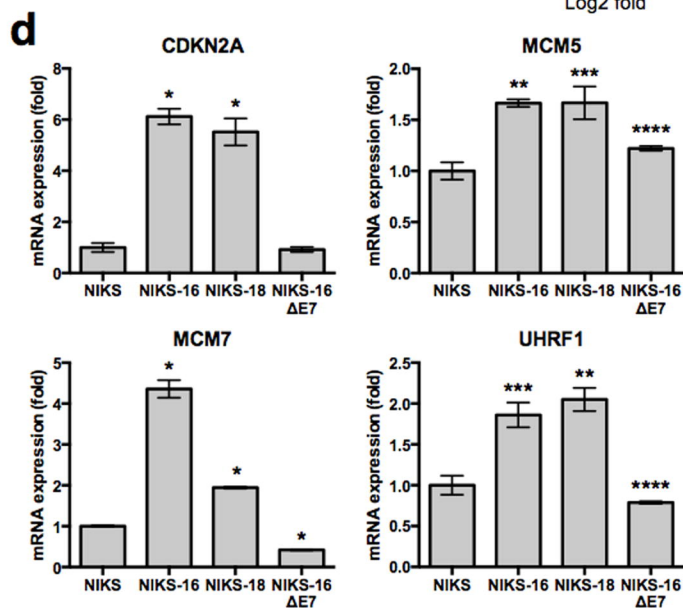 Log2 fold
d
CDKN2A
mRNA expression (fold)
8
6
4
2
0
* *
NIKS NIKS-16 NIKS-18 NIKS-16 ΔE7
MCM5
mRNA expression (fold)
2.0
1.5
1.0
0.5
0.0
** *** ****
NIKS NIKS-16 NIKS-18 NIKS-16 ΔE7
MCM7
mRNA expression (fold)
5
4
3
2
1
0
* * *
NIKS NIKS-16 NIKS-18 NIKS-16 ΔE7
UHRF1
mRNA expression (fold)
2.5
2.0
1.5
1.0
0.5
0.0
*** ** ****
NIKS NIKS-16 NIKS-18 NIKS-16 ΔE7